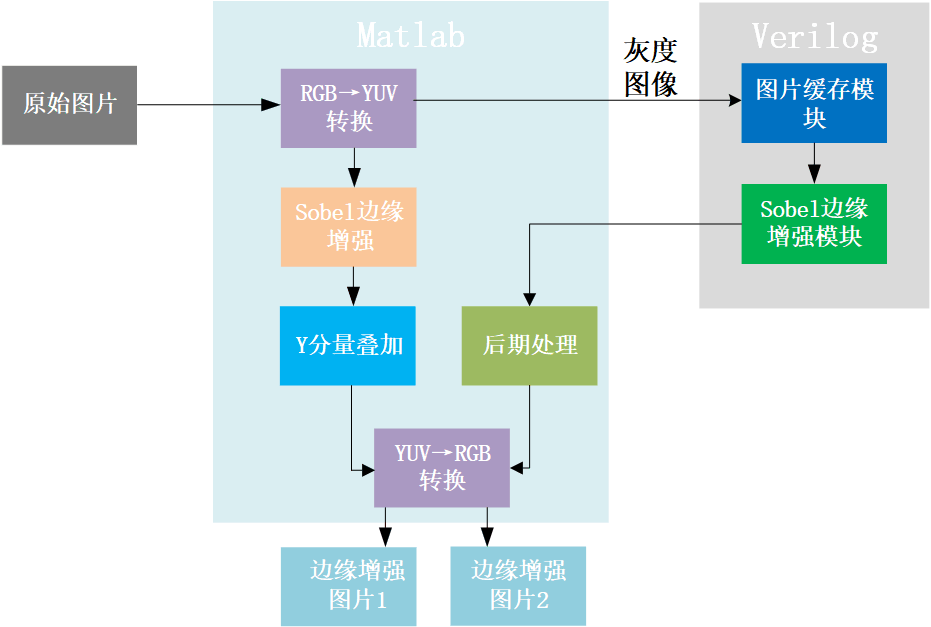 Matlab
Verilog
灰度
图像
原始图片
RGB→YUV
转换
图片缓存模
块
Sobel边缘
增强
Sobel边缘
增强模块
Y分量叠加
后期处理
YUV→RGB
转换
边缘增强
图片1
边缘增强
图片2